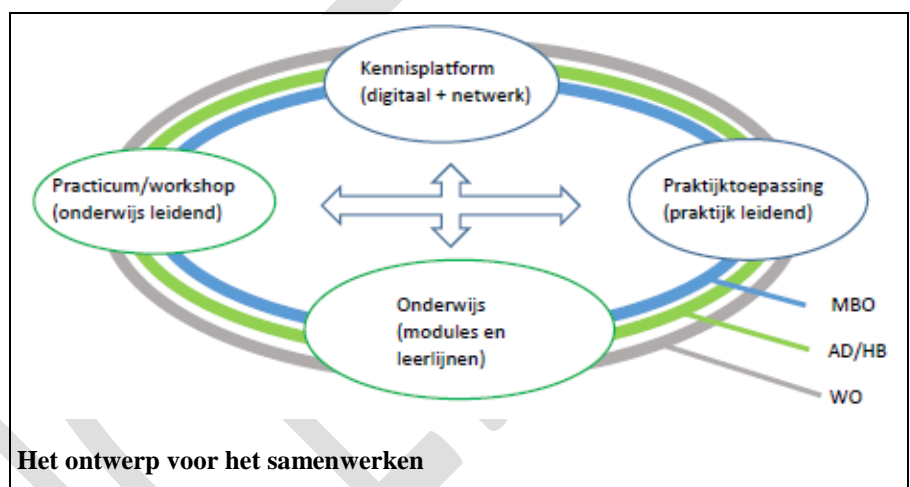 Kennisplatform
(digitaal + netwerk)
Practicum/workshop
(onderwijs leidend)
Praktijktoepassing
(praktijk leidend)
Onderwijs
(modules en
leerlijnen)
MBO
AD/HB
WO
Het ontwerp voor het samenwerken